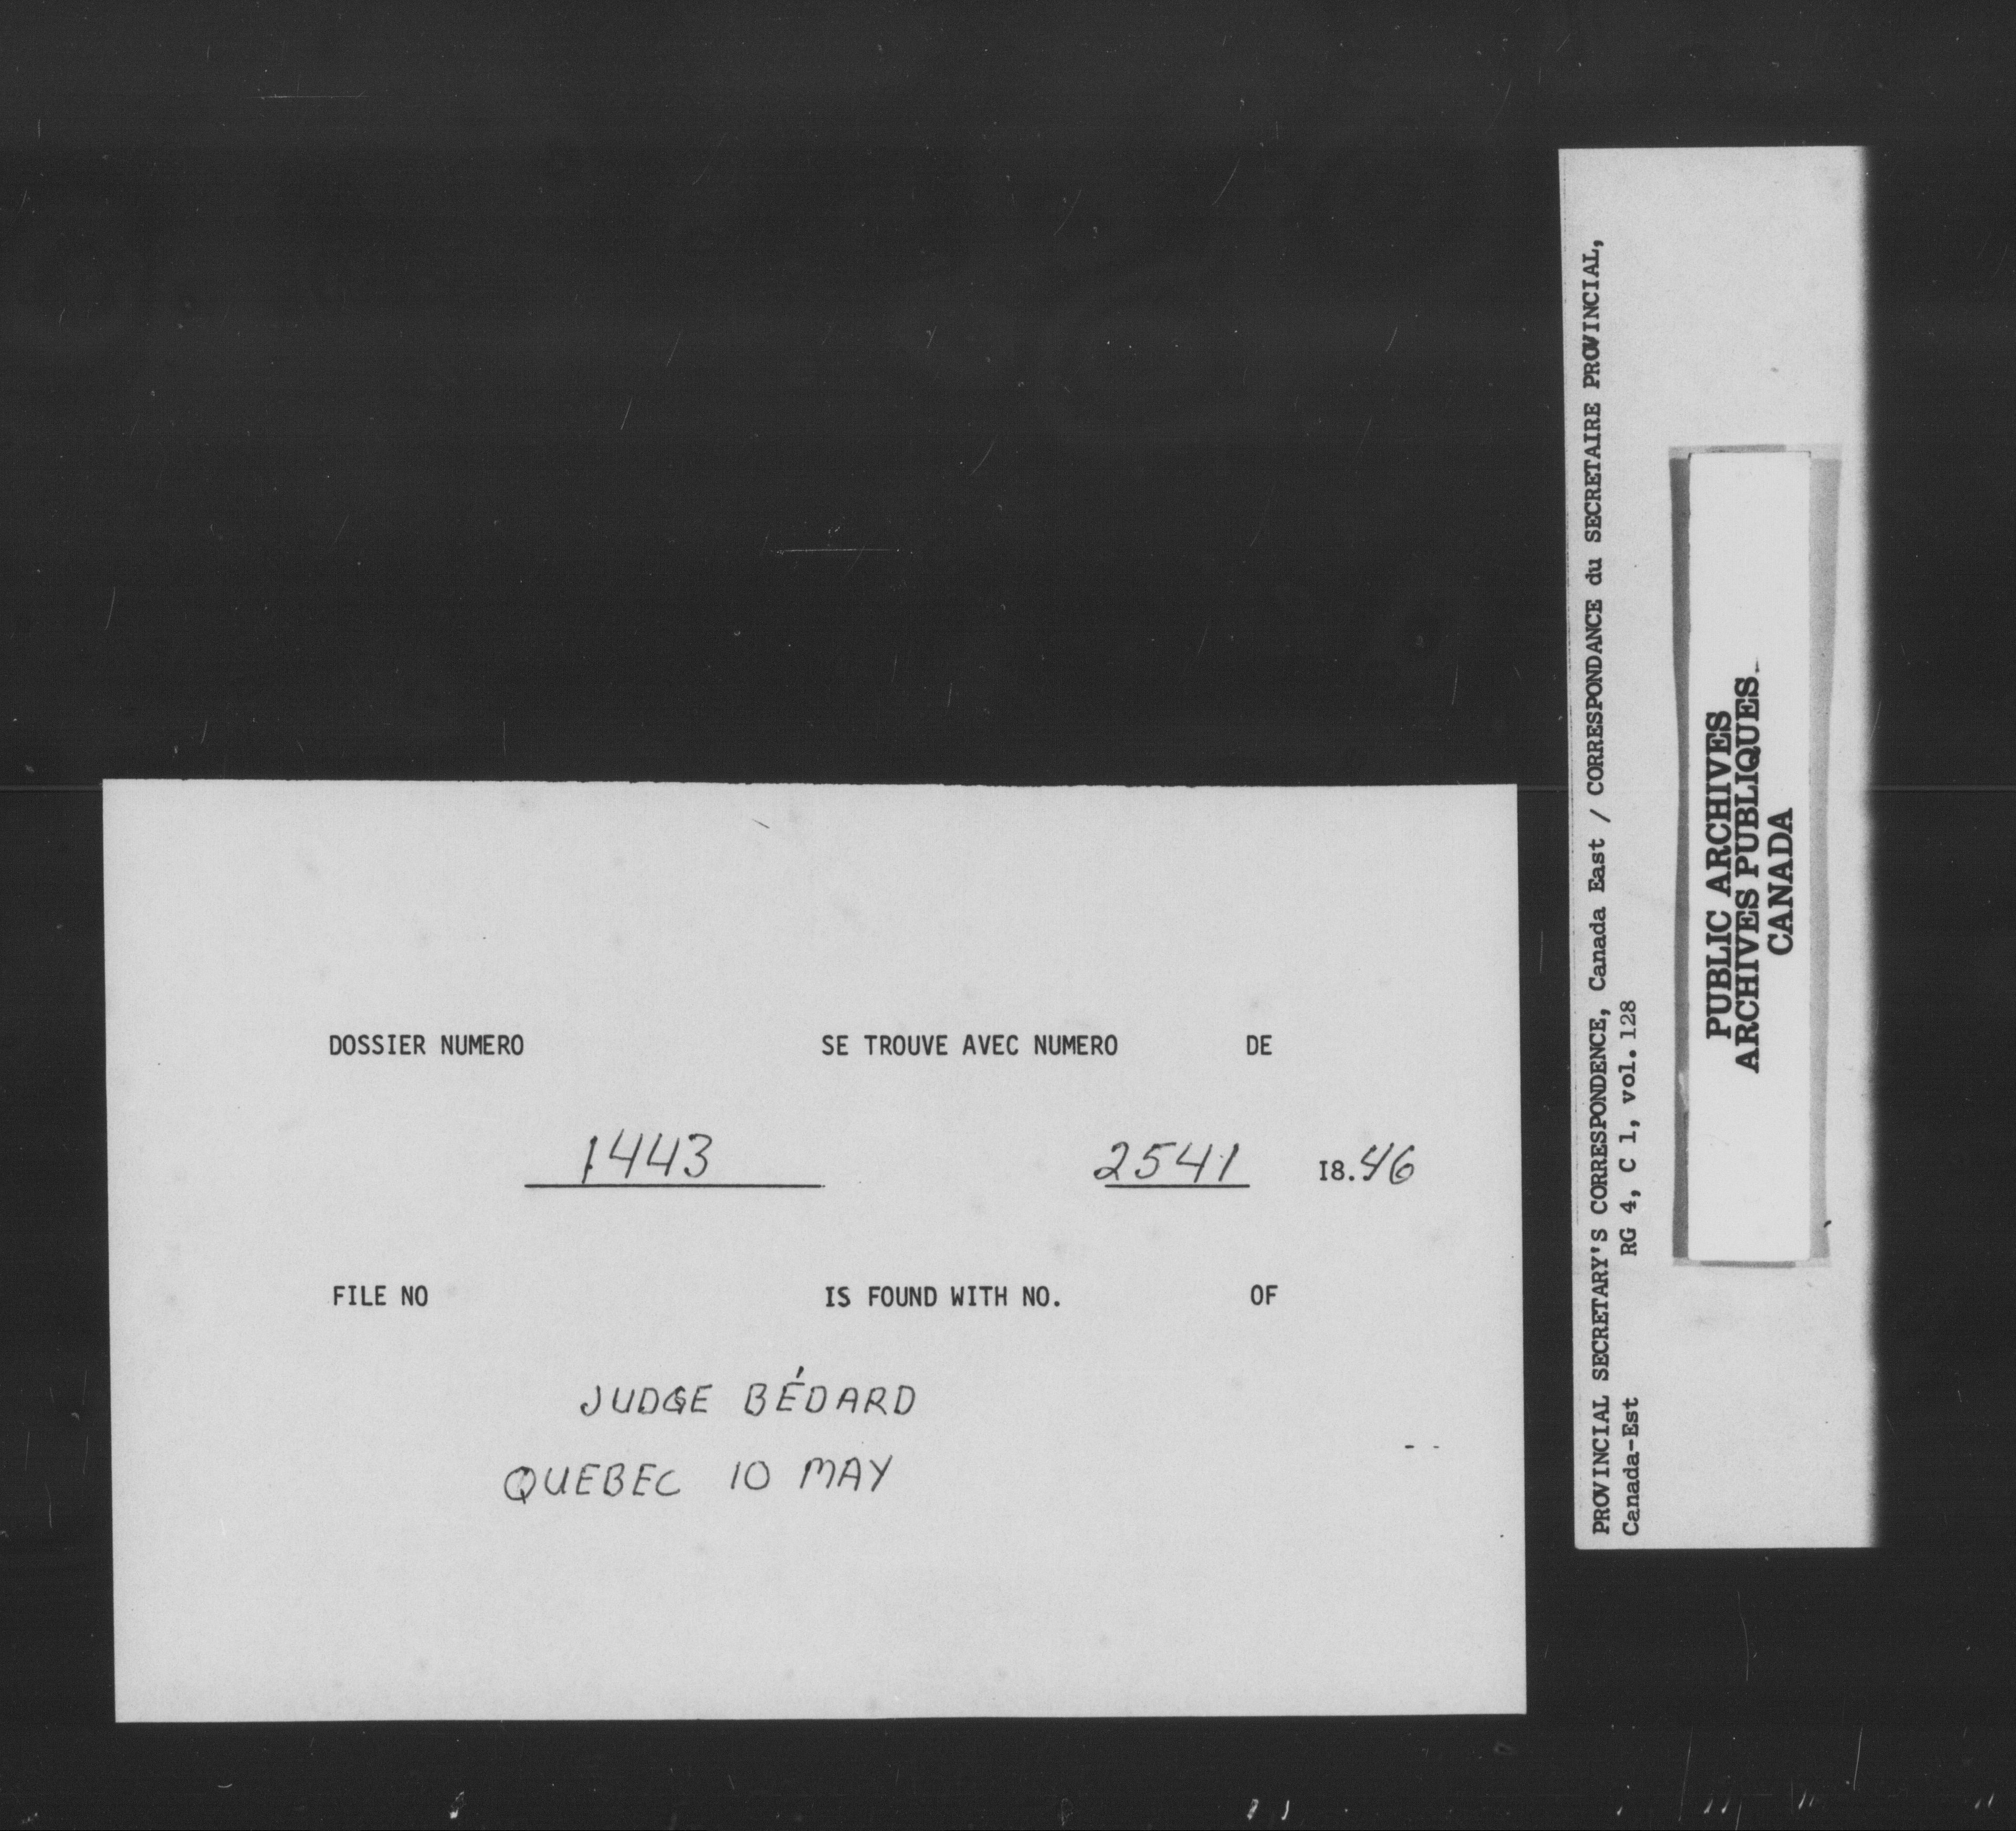 DOSSIER NUMERO SE TROUVE AVEC NUMERO DE
1443 2541 18.46
FILE NO IS FOUND WITH NO. OF
JUDGE BÉDARD
QUEBEC 10 MAY
PROVINCIAL SECRETARY'S CORRESPONDENCE, Canada East / CORRESPONDANCE du SECRETAIRE PROVINCIAL,
Canada-Est RG 4, C 1, vol. 128
PUBLIC ARCHIVES
ARCHIVES PUBLIQUES
CANADA